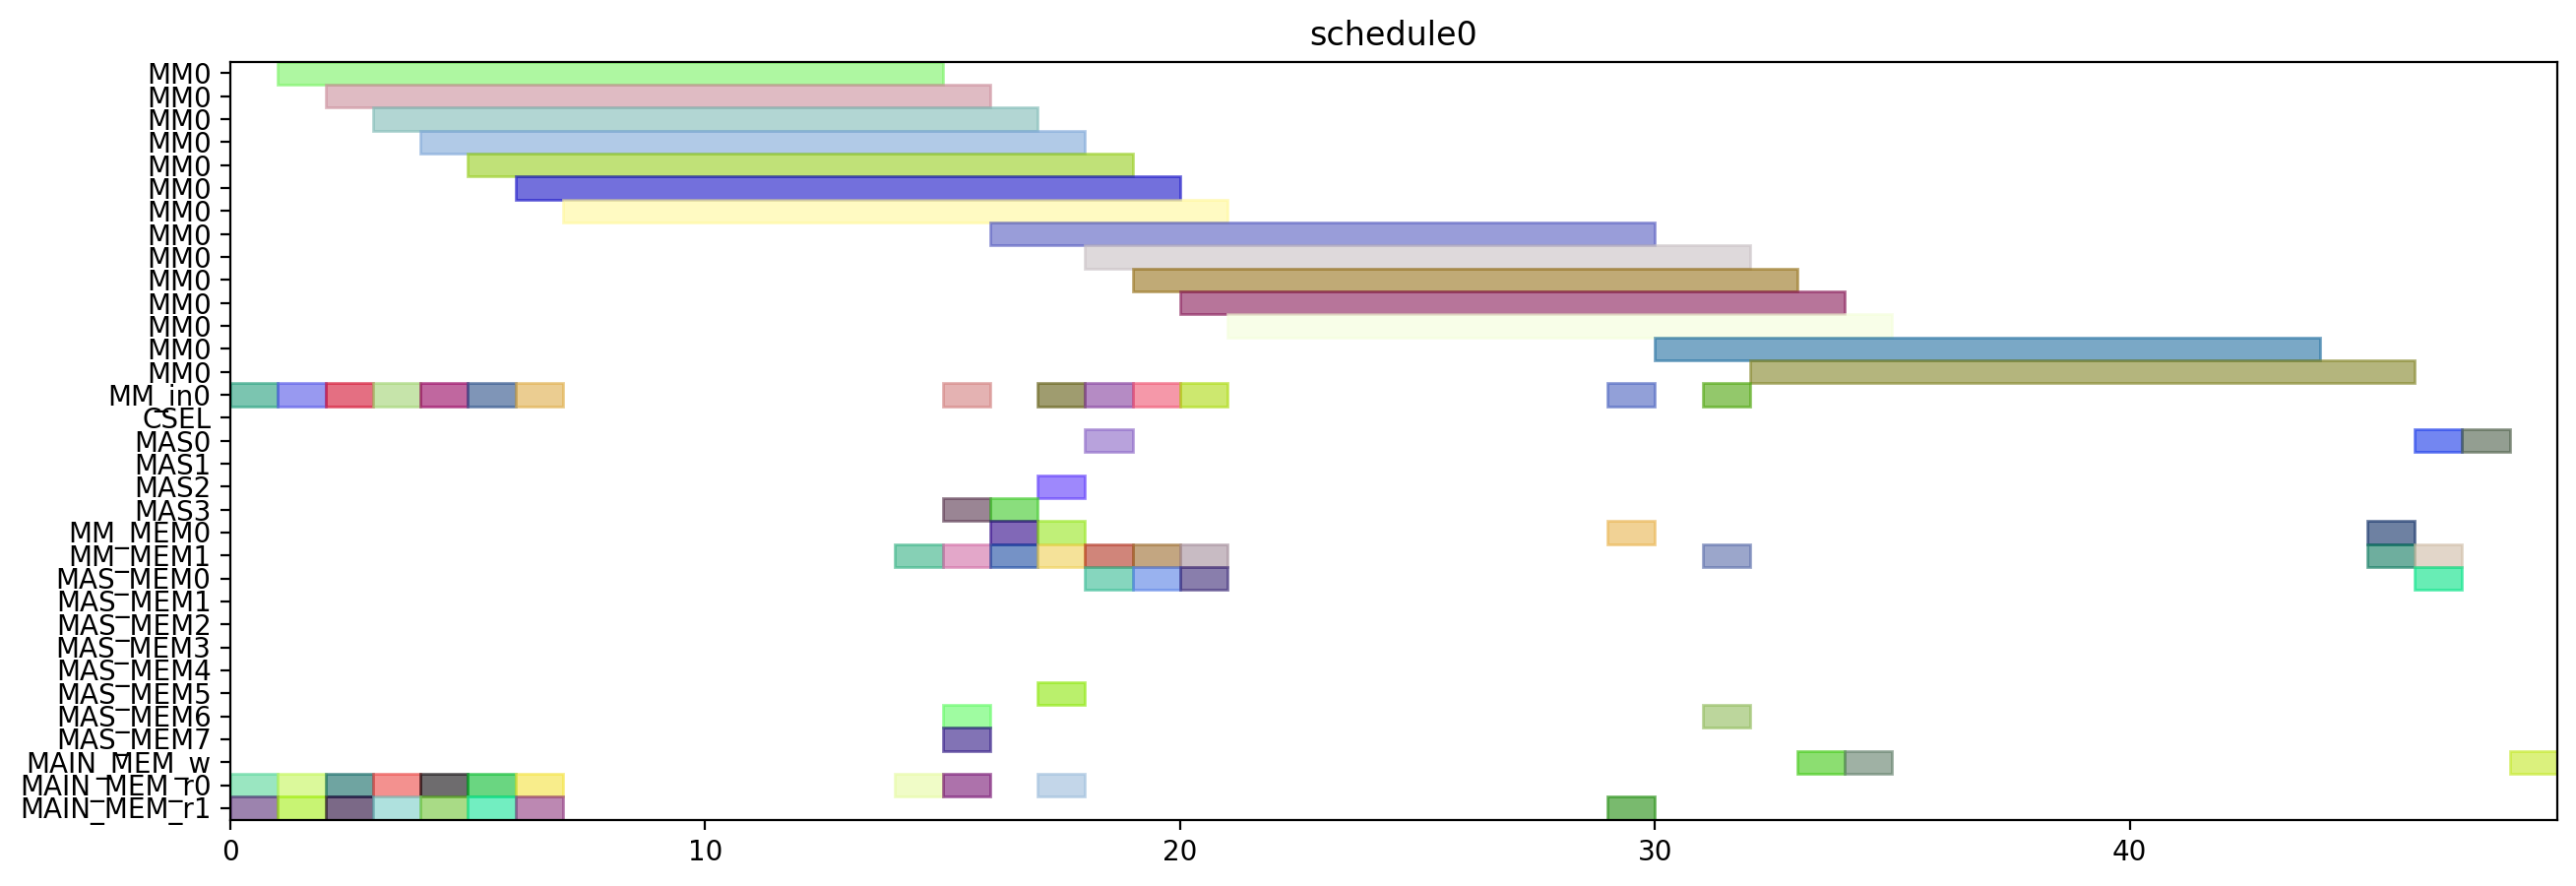 schedule0
MM0
MM0
MM0
MM0
MM0
MM0
MM0
MM0
MM0
MM0
MM0
MM0
MM0
MM0
MM_in0
CSEL
MAS0
MAS1
MAS2
MAS3
MM_MEM0
MM_MEM1
MAS_MEM0
MAS_MEM1
MAS_MEM2
MAS_MEM3
MAS_MEM4
MAS_MEM5
MAS_MEM6
MAS_MEM7
MAIN_MEM_w
MAIN_MEM_r0
MAIN_MEM_r1
0 10 20 30 40